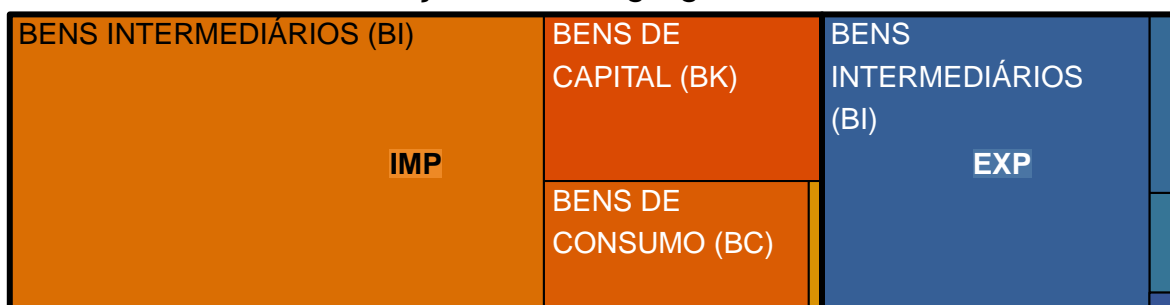 BENS INTERMEDIÁRIOS (BI)
IMP
BENS DE
CAPITAL (BK)
BENS DE
CONSUMO (BC)
BENS
INTERMEDIÁRIOS
(BI)
EXP